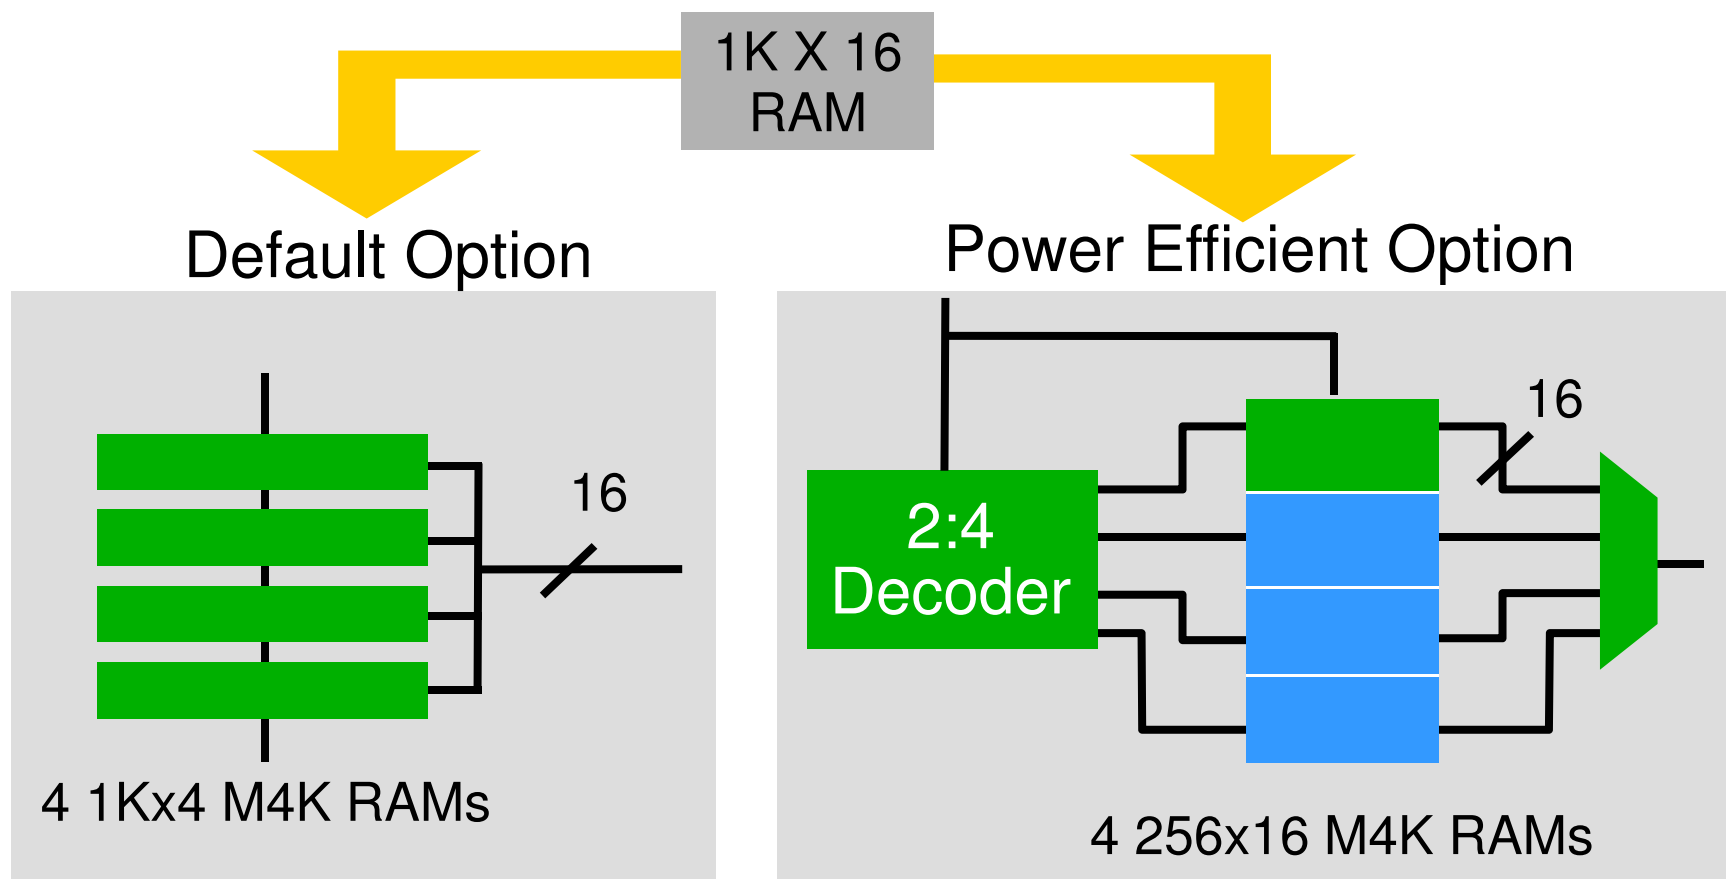 1K X 16
RAM
Default Option
Power Efficient Option
16
4 1Kx4 M4K RAMs
2:4
Decoder
16
4 256x16 M4K RAMs